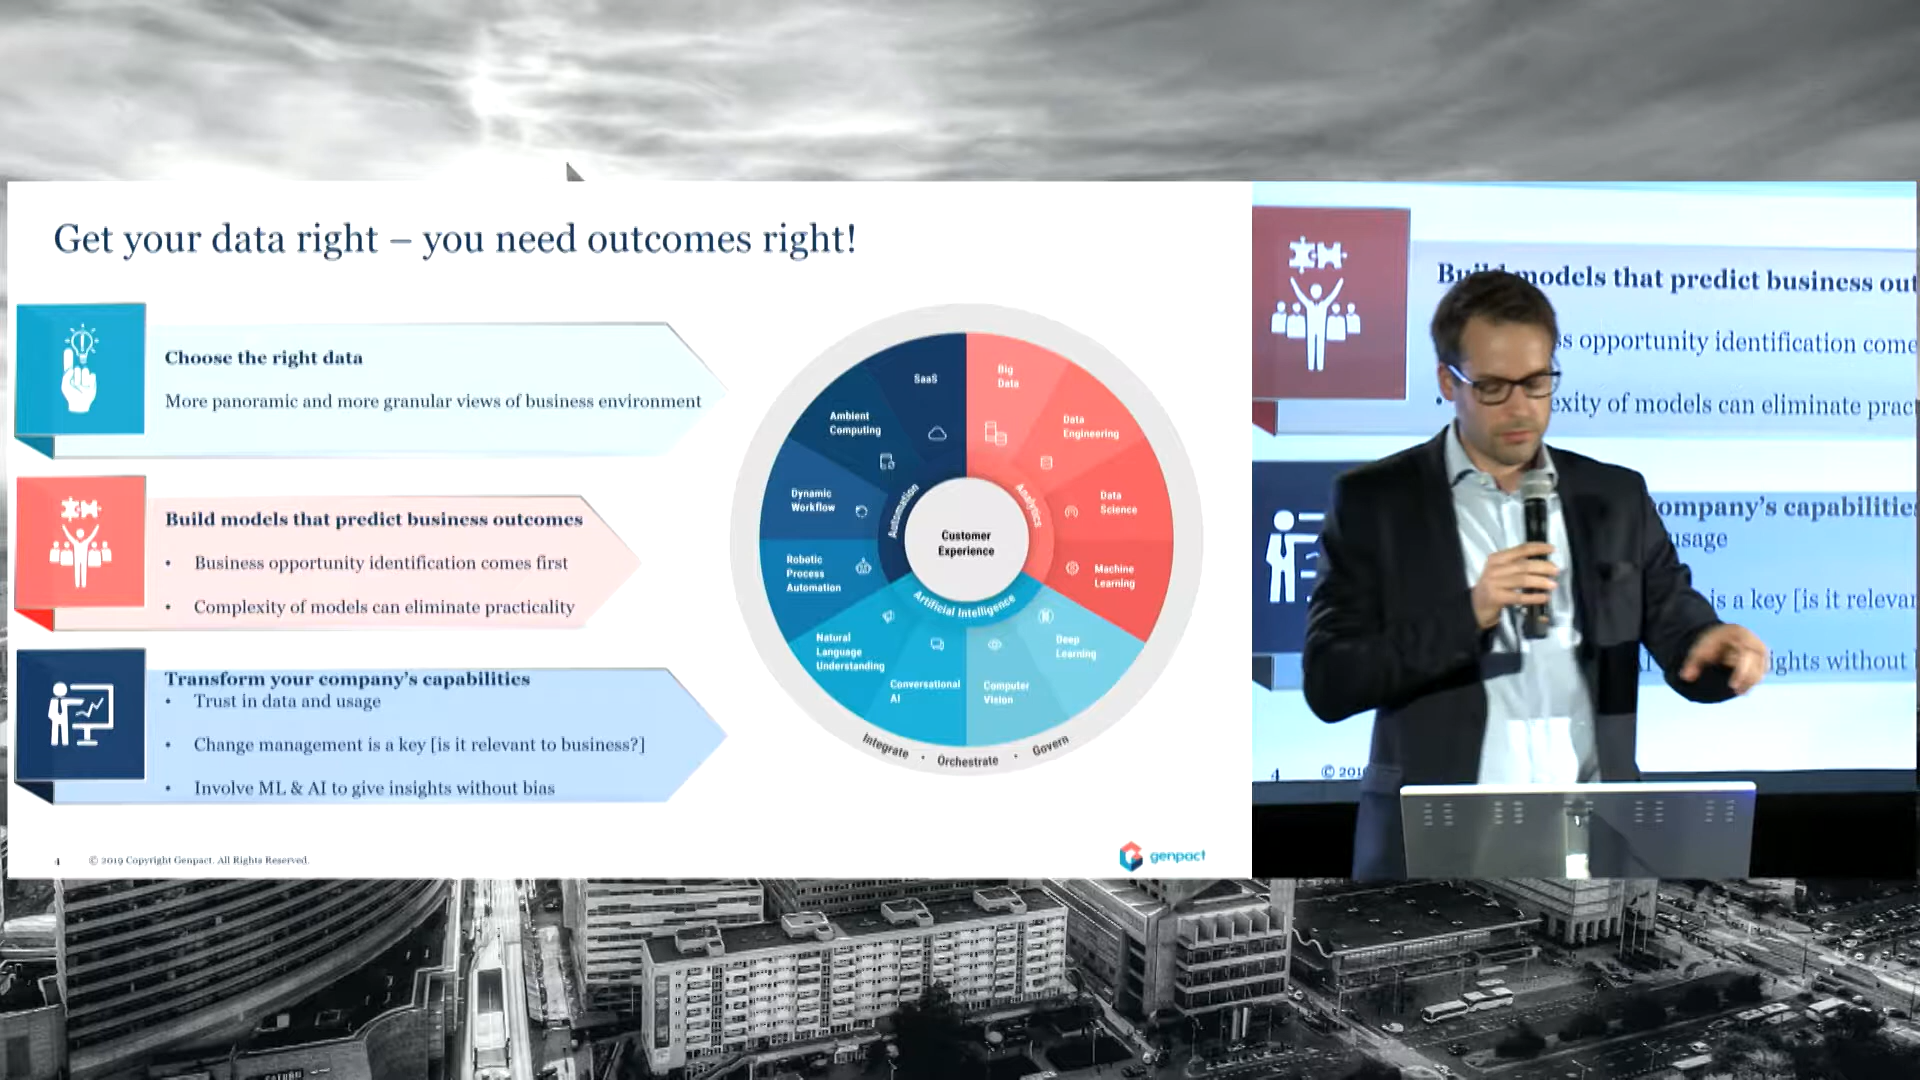 Get your data right – you need outcomes right!
Choose the right data
More panoramic and more granular views of business environment
Build models that predict business outcomes
• Business opportunity identification comes first
• Complexity of models can eliminate practicality
Transform your company's capabilities
• Trust in data and usage
• Change management is a key [is it relevant to business?]
• Involve ML & AI to give insights without bias
SaaS
Big
Data
Ambient
Computing
Data
Engineering
Dynamic
Workflow
Automation
Analytics
Data
Science
Customer
Experience
Robotic
Process
Automation
Machine
Learning
Artificial Intelligence
Natural
Language
Understanding
Deep
Learning
Conversational
AI
Computer
Vision
Integrate • Orchestrate • Govern
4 © 2019 Copyright Genpact. All Rights Reserved.
genpact
models that predict business out
ss opportunity identification come
exity of models can eliminate prac
company's capabilities
usage
is a key [is it relevan
ights without
4 © 201